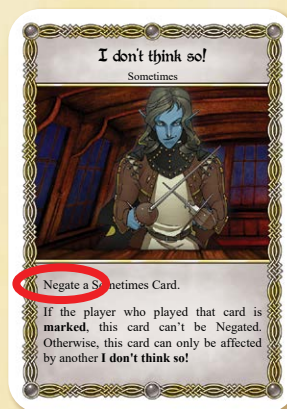 I don't think so!
Sometimes
Negate a Sometimes Card.
If the player who played that card is
marked, this card can't be Negated.
Otherwise, this card can only be affected
by another I don't think so!